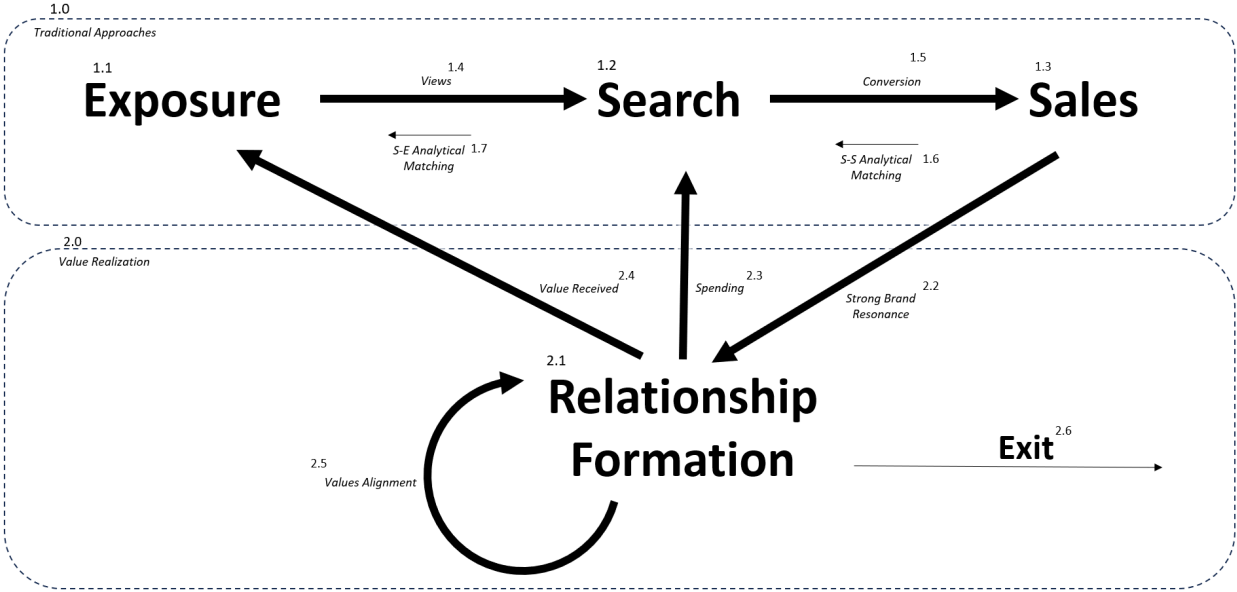 1.0
Traditional Approaches
1.1
Exposure
1.4
Views
1.2
Search
1.5
Conversion
1.3
Sales
S-E Analytical 1.7
Matching
S-S Analytical 1.6
Matching
2.0
Value Realization
Value Received 2.4
Spending 2.3
Strong Brand 2.2
Resonance
2.1
Relationship
Formation
2.5
Values Alignment
Exit 2.6